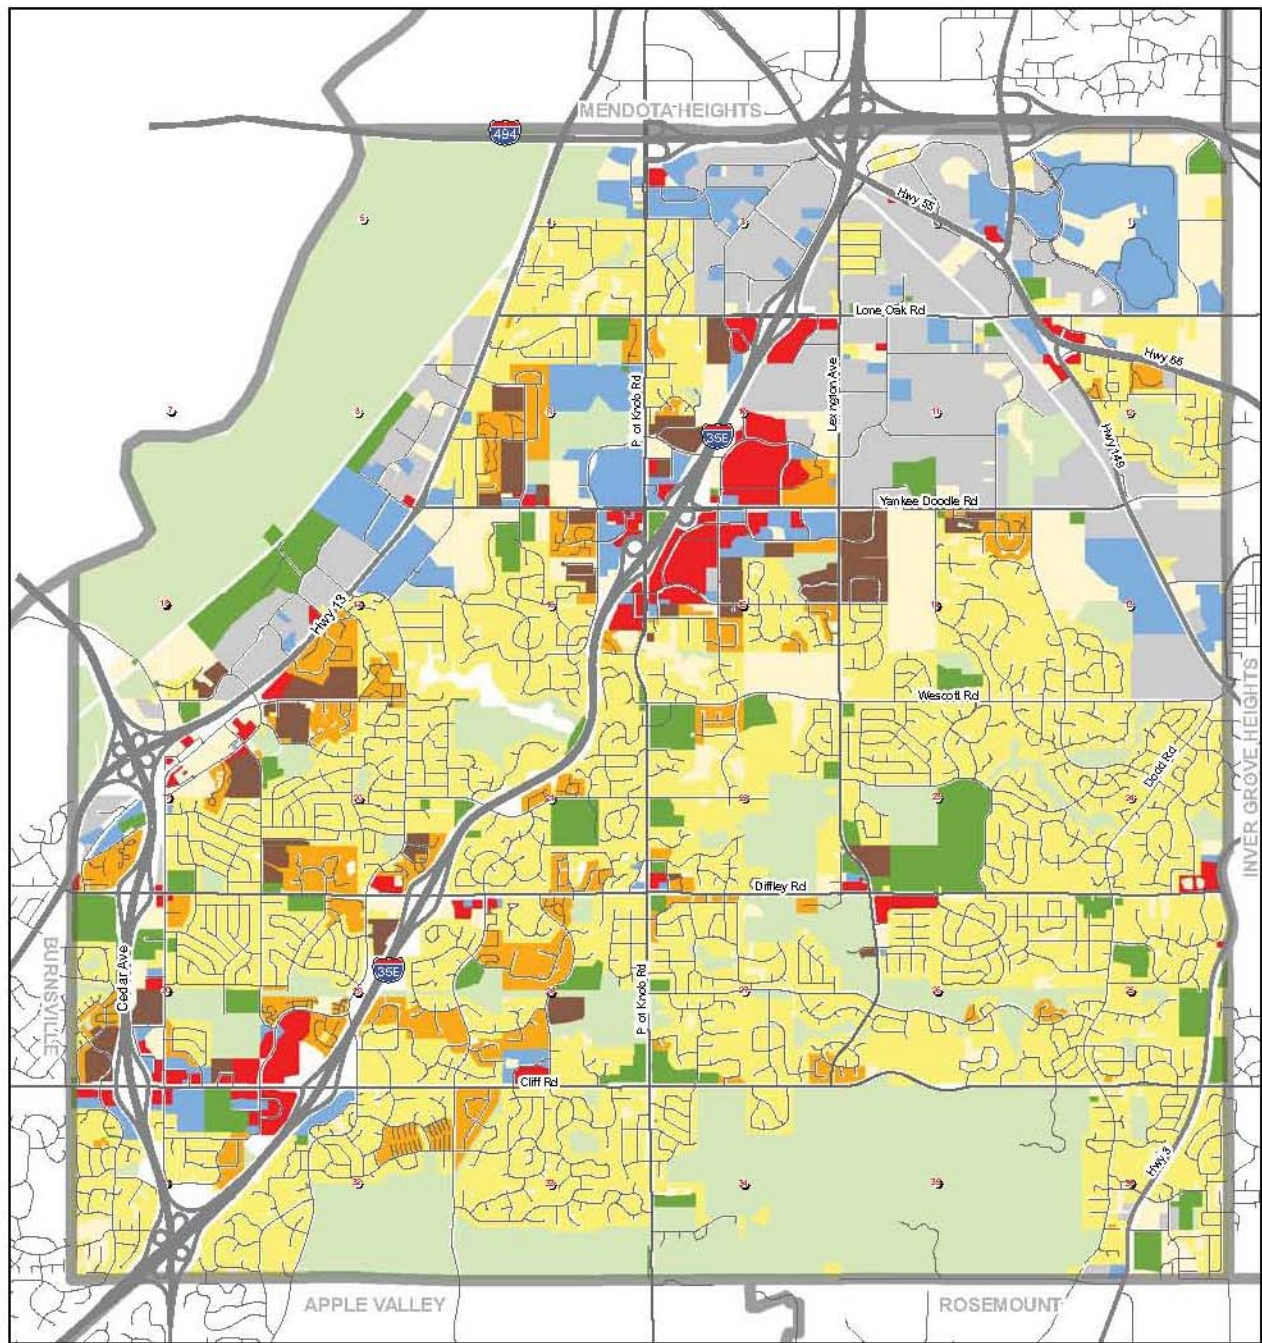 MENDOTA HEIGHTS
494
Hwy 55
Lone Oak Rd
Hwy 55
Pilot Knob Rd
Lexington Ave
35E
Hwy 149
Yankee Doodle Rd
Hwy 13
Wescott Rd
INVER GROVE HEIGHTS
Dodd Rd
Diffley Rd
BURNSVILLE
Cedar Ave
35E
Pilot Knob Rd
Cliff Rd
Hwy 3
APPLE VALLEY
ROSEMOUNT